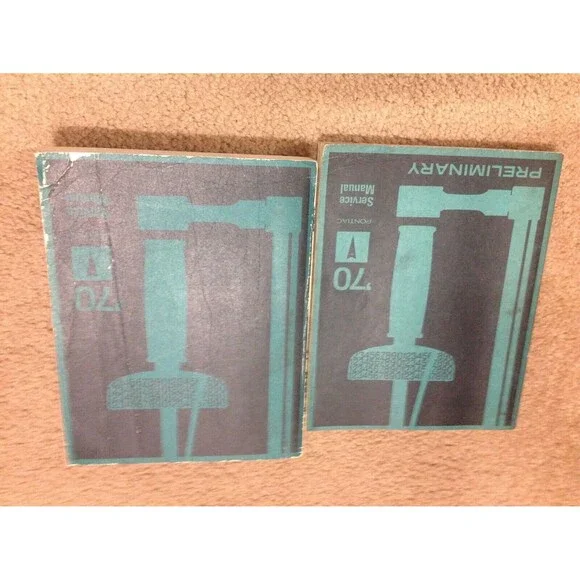 '70
PONTIAC
Service
Manual
PRELIMINARY
'70